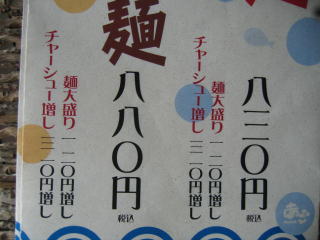 八三〇円
税込
麺大盛り 一二〇円増し
チャーシュー増し 三二〇円増し
麺
八八〇円
税込
麺大盛り 一二〇円増し
チャーシュー増し 三二〇円増し